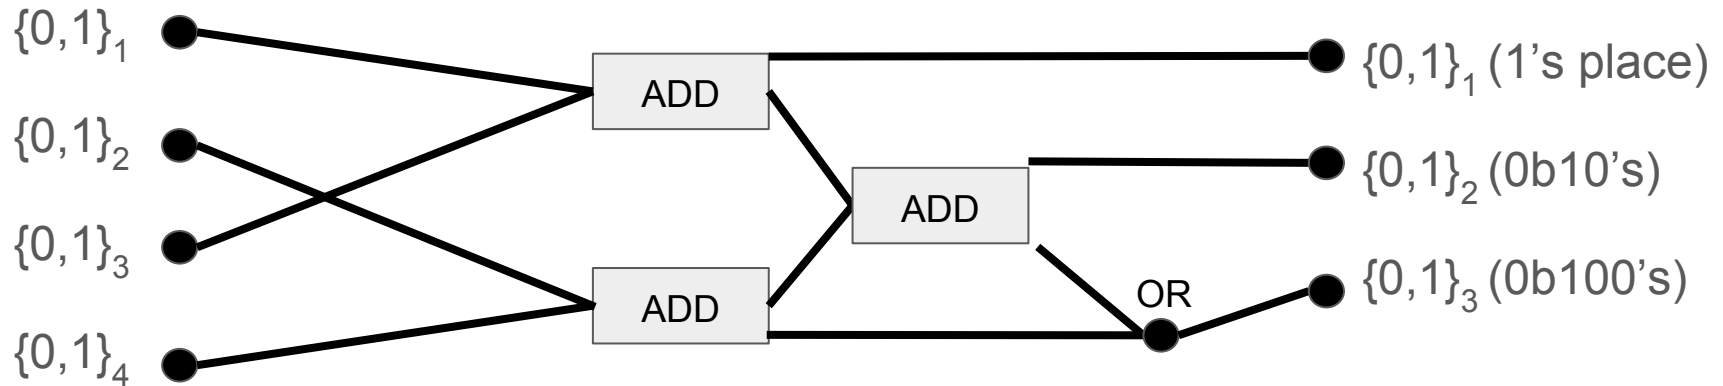 {0,1}₁
{0,1}₂
{0,1}₃
{0,1}₄
ADD
ADD
ADD
OR
{0,1}₁ (1’s place)
{0,1}₂ (0b10’s)
{0,1}₃ (0b100’s)